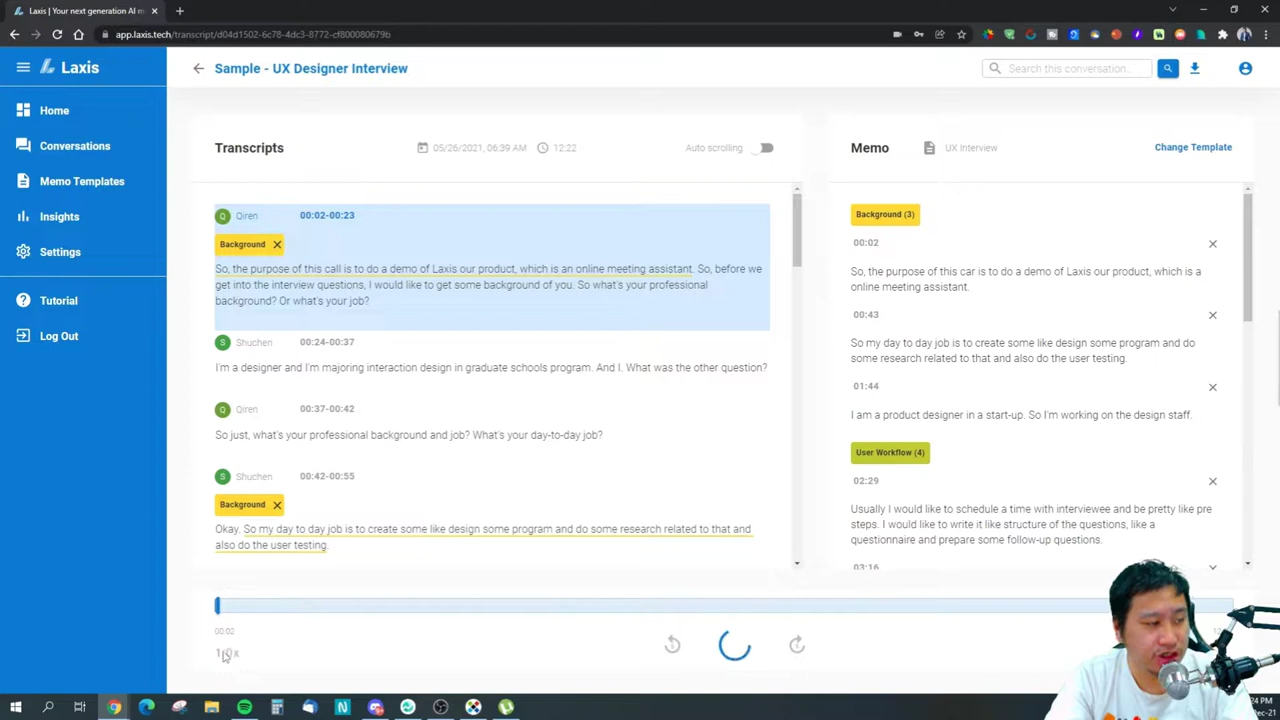 Laxis | Your next generation AI m
app.laxis.tech/transcript/d04d1502-6c78-4dc3-8772-cf800080679b
Laxis
Sample - UX Designer Interview
Search this conversation...
Home
Conversations
Memo Templates
Insights
Settings
Tutorial
Log Out
Transcripts
05/26/2021, 06:39 AM
12:22
Auto scrolling
Q Qiren 00:02-00:23
Background
So, the purpose of this call is to do a demo of Laxis our product, which is an online meeting assistant. So, before we
get into the interview questions, I would like to get some background of you. So what's your professional
background? Or what's your job?
S Shuchen 00:24-00:37
I'm a designer and I'm majoring interaction design in graduate schools program. And I. What was the other question?
Q Qiren 00:37-00:42
So just, what's your professional background and job? What's your day-to-day job?
S Shuchen 00:42-00:55
Background
Okay. So my day to day job is to create some like design some program and do some research related to that and
also do the user testing.
Memo
UX Interview
Change Template
Background (3)
00:02
So, the purpose of this car is to do a demo of Laxis our product, which is a
online meeting assistant.
00:43
So my day to day job is to create some like design some program and do
some research related to that and also do the user testing.
01:44
I am a product designer in a start-up. So I'm working on the design staff.
User Workflow (4)
02:29
Usually I would like to schedule a time with interviewee and be pretty like pre
steps. I would like to write it like structure of the questions, like a
questionnaire and prepare some follow-up questions.
03:16
00:02
1.0x